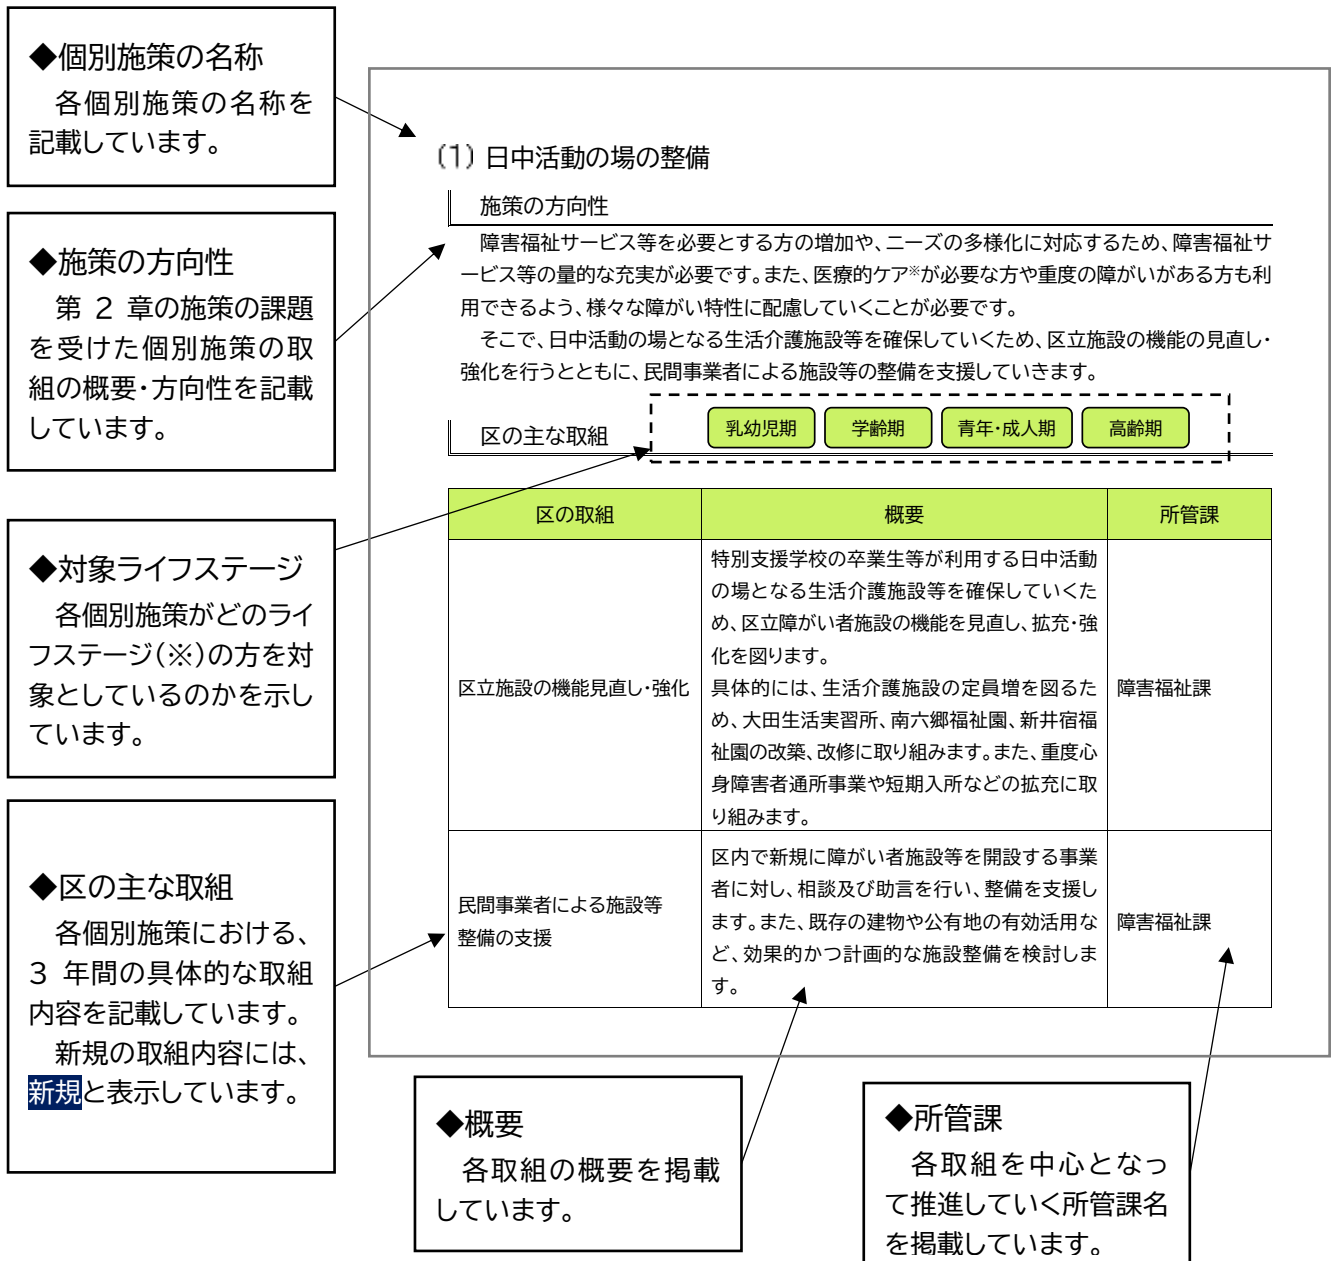 ◆個別施策の名称
各個別施策の名称を
記載しています。
◆施策の方向性
第 2 章の施策の課題
を受けた個別施策の取
組の概要・方向性を記載
しています。
◆対象ライフステージ
各個別施策がどのライ
フステージ(※)の方を対
象としているのかを示し
ています。
◆区の主な取組
各個別施策における、
3 年間の具体的な取組
内容を記載しています。
新規の取組内容には、
新規と表示しています。
(1) 日中活動の場の整備
施策の方向性
障害福祉サービス等を必要とする方の増加や、ニーズの多様化に対応するため、障害福祉サ
ービス等の量的な充実が必要です。また、医療的ケア※が必要な方や重度の障がいがある方も利
用できるよう、様々な障がい特性に配慮していくことが必要です。
そこで、日中活動の場となる生活介護施設等を確保していくため、区立施設の機能の見直し・
強化を行うとともに、民間事業者による施設等の整備を支援していきます。
区の主な取組
乳幼児期 学齢期 青年・成人期 高齢期
区の取組 概要 所管課
区立施設の機能見直し・強化
特別支援学校の卒業生等が利用する日中活動
の場となる生活介護施設等を確保していくた
め、区立障がい者施設の機能を見直し、拡充・強
化を図ります。
具体的には、生活介護施設の定員増を図るた
め、大田生活実習所、南六郷福祉園、新井宿福
祉園の改築、改修に取り組みます。また、重度心
身障害者通所事業や短期入所などの拡充に取
り組みます。
障害福祉課
民間事業者による施設等
整備の支援
区内で新規に障がい者施設等を開設する事業
者に対し、相談及び助言を行い、整備を支援し
ます。また、既存の建物や公有地の有効活用な
ど、効果的かつ計画的な施設整備を検討しま
す。
障害福祉課
◆概要
各取組の概要を掲載
しています。
◆所管課
各取組を中心となっ
て推進していく所管課名
を掲載しています。